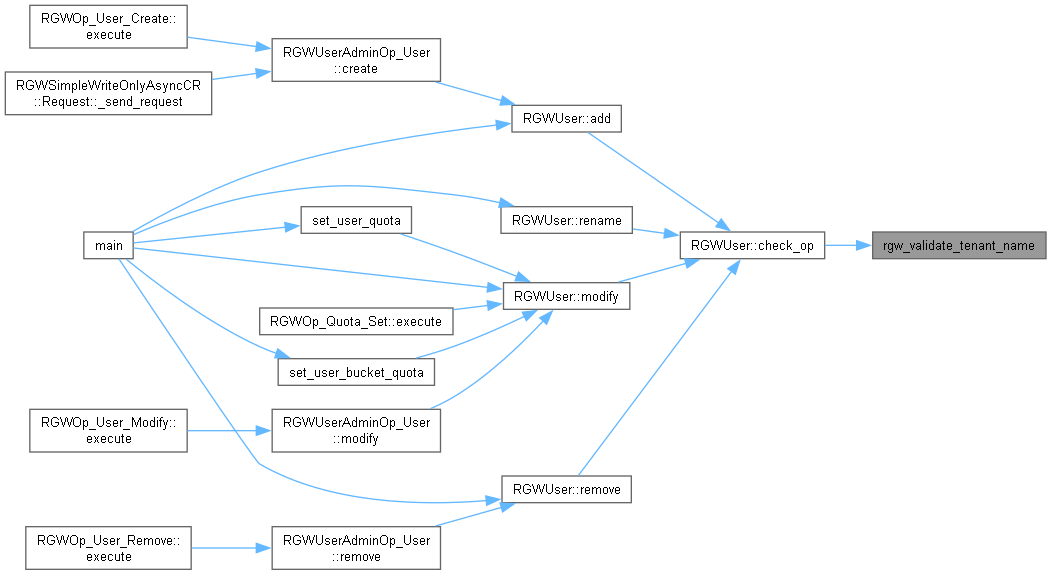 RGWOp_User_Create::
execute
RGWSimpleWriteOnlyAsyncCR
::Request::_send_request
RGWUserAdminOp_User
::create
RGWUser::add
main
set_user_quota
RGWUser::rename
RGWUser::check_op
rgw_validate_tenant_name
RGWUser::modify
RGWOp_Quota_Set::execute
set_user_bucket_quota
RGWOp_User_Modify::
execute
RGWUserAdminOp_User
::modify
RGWUser::remove
RGWOp_User_Remove::
execute
RGWUserAdminOp_User
::remove